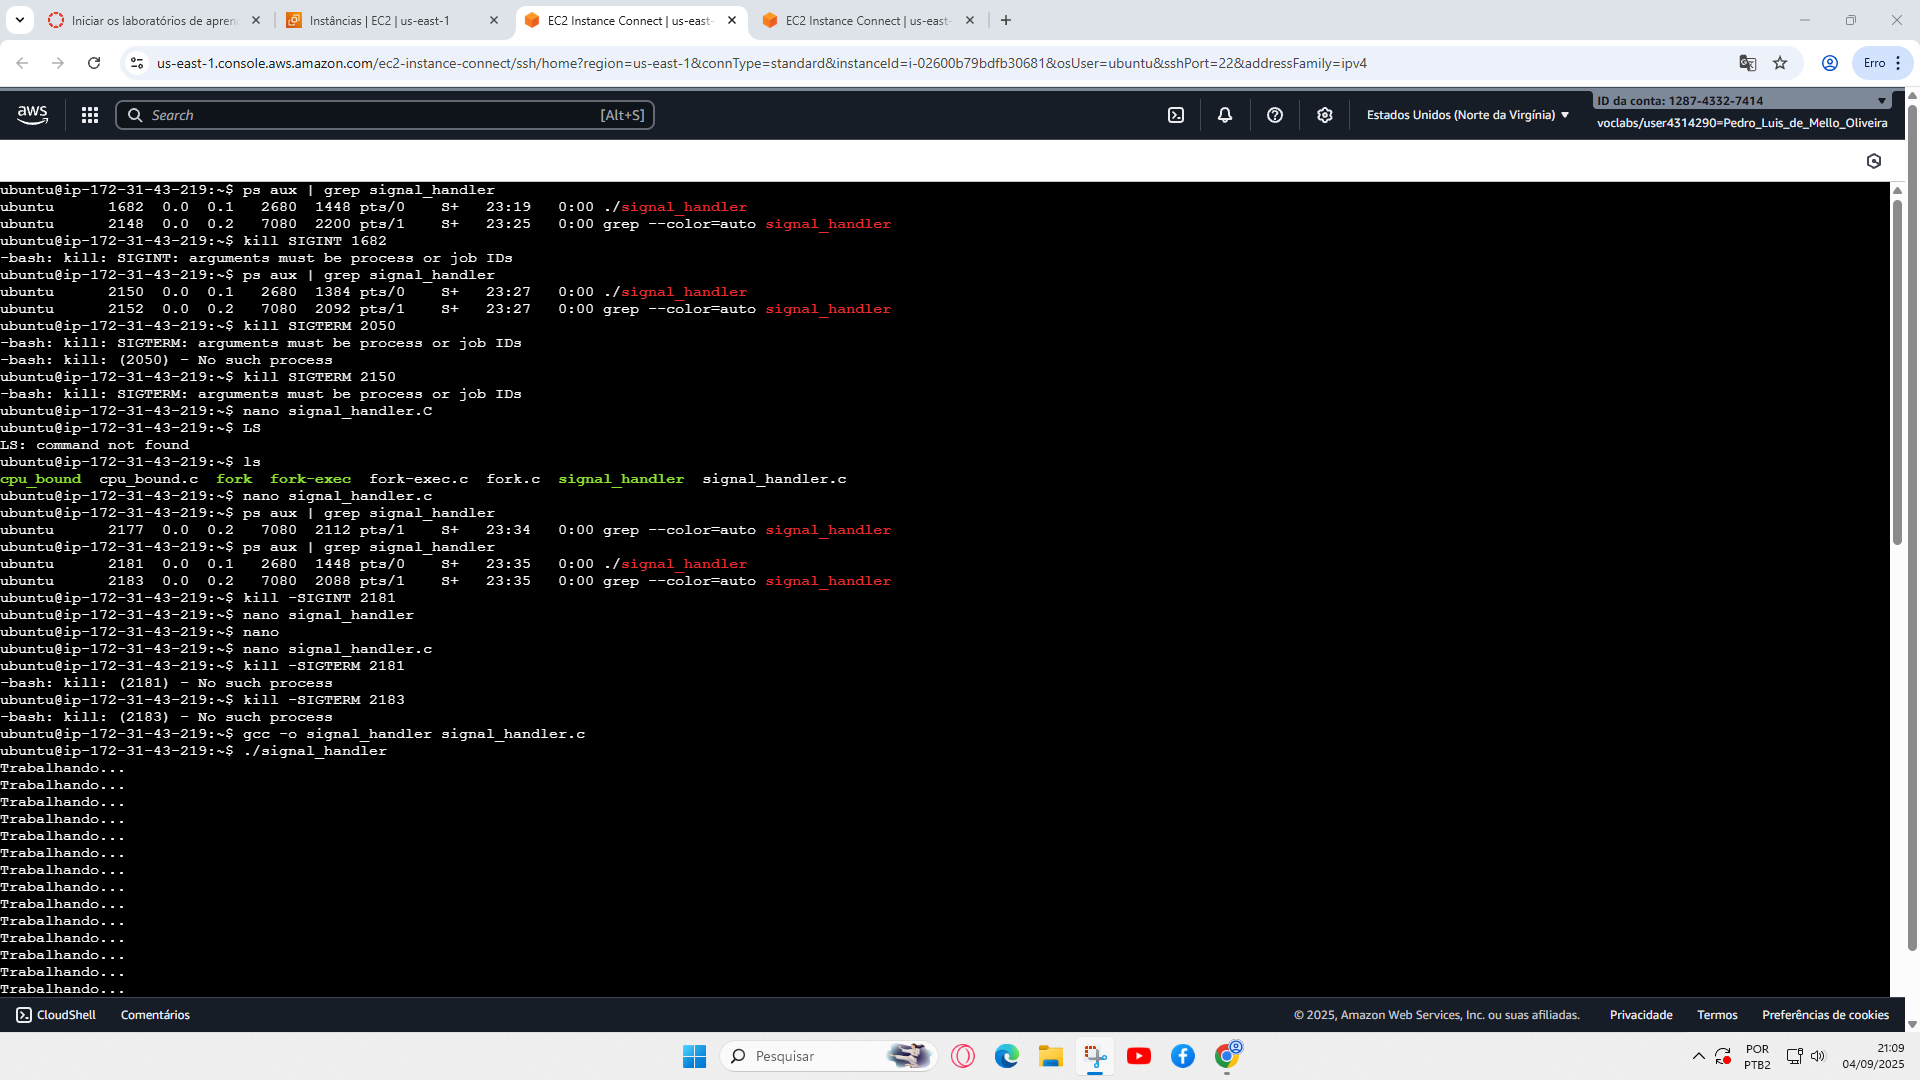 Iniciar os laboratórios de apren
Instâncias | EC2 | us-east-1
EC2 Instance Connect | us-east-
EC2 Instance Connect | us-east-
us-east-1.console.aws.amazon.com/ec2-instance-connect/ssh/home?region=us-east-1&connType=standard&instanceId=i-02600b79bdfb30681&osUser=ubuntu&sshPort=22&addressFamily=ipv4
Erro
aws
Search [Alt+S]
Estados Unidos (Norte da Virgínia)
ID da conta: 1287-4332-7414
voclabs/user4314290=Pedro_Luis_de_Mello_Oliveira
ubuntu@ip-172-31-43-219:~$ ps aux | grep signal_handler
ubuntu      1682  0.0  0.1   2680  1448 pts/0    S+   23:19   0:00 ./signal_handler
ubuntu      2148  0.0  0.2   7080  2200 pts/1    S+   23:25   0:00 grep --color=auto signal_handler
ubuntu@ip-172-31-43-219:~$ kill SIGINT 1682
-bash: kill: SIGINT: arguments must be process or job IDs
ubuntu@ip-172-31-43-219:~$ ps aux | grep signal_handler
ubuntu      2150  0.0  0.1   2680  1384 pts/0    S+   23:27   0:00 ./signal_handler
ubuntu      2152  0.0  0.2   7080  2092 pts/1    S+   23:27   0:00 grep --color=auto signal_handler
ubuntu@ip-172-31-43-219:~$ kill SIGTERM 2050
-bash: kill: SIGTERM: arguments must be process or job IDs
-bash: kill: (2050) - No such process
ubuntu@ip-172-31-43-219:~$ kill SIGTERM 2150
-bash: kill: SIGTERM: arguments must be process or job IDs
ubuntu@ip-172-31-43-219:~$ nano signal_handler.C
ubuntu@ip-172-31-43-219:~$ LS
LS: command not found
ubuntu@ip-172-31-43-219:~$ ls
cpu_bound  cpu_bound.c  fork  fork-exec  fork-exec.c  fork.c  signal_handler  signal_handler.c
ubuntu@ip-172-31-43-219:~$ nano signal_handler.c
ubuntu@ip-172-31-43-219:~$ ps aux | grep signal_handler
ubuntu      2177  0.0  0.2   7080  2112 pts/1    S+   23:34   0:00 grep --color=auto signal_handler
ubuntu@ip-172-31-43-219:~$ ps aux | grep signal_handler
ubuntu      2181  0.0  0.1   2680  1448 pts/0    S+   23:35   0:00 ./signal_handler
ubuntu      2183  0.0  0.2   7080  2088 pts/1    S+   23:35   0:00 grep --color=auto signal_handler
ubuntu@ip-172-31-43-219:~$ kill -SIGINT 2181
ubuntu@ip-172-31-43-219:~$ nano signal_handler
ubuntu@ip-172-31-43-219:~$ nano
ubuntu@ip-172-31-43-219:~$ nano signal_handler.c
ubuntu@ip-172-31-43-219:~$ kill -SIGTERM 2181
-bash: kill: (2181) - No such process
ubuntu@ip-172-31-43-219:~$ kill -SIGTERM 2183
-bash: kill: (2183) - No such process
ubuntu@ip-172-31-43-219:~$ gcc -o signal_handler signal_handler.c
ubuntu@ip-172-31-43-219:~$ ./signal_handler
Trabalhando...
Trabalhando...
Trabalhando...
Trabalhando...
Trabalhando...
Trabalhando...
Trabalhando...
Trabalhando...
Trabalhando...
Trabalhando...
Trabalhando...
Trabalhando...
Trabalhando...
Trabalhando...
CloudShell
Comentários
© 2025, Amazon Web Services, Inc. ou suas afiliadas.
Privacidade
Termos
Preferências de cookies
Pesquisar
POR
PTB2
21:09
04/09/2025